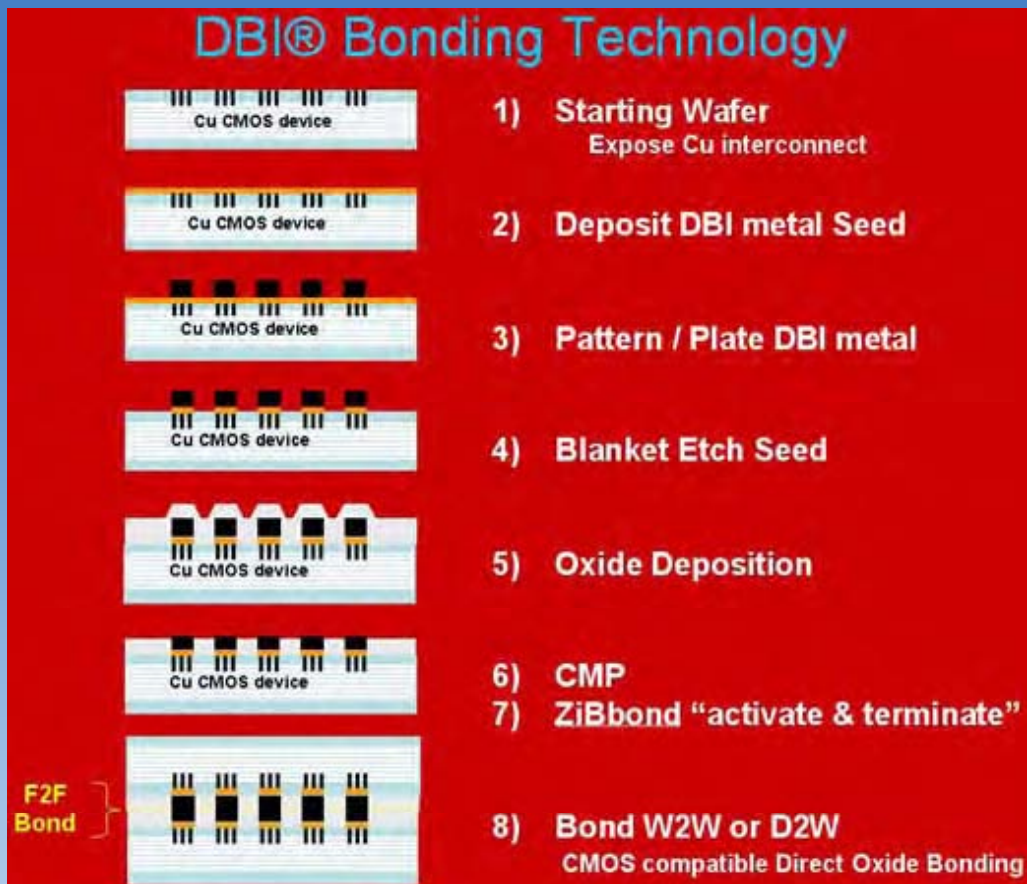 DBI® Bonding Technology
Cu CMOS device
1) Starting Wafer
Expose Cu interconnect
Cu CMOS device
2) Deposit DBI metal Seed
Cu CMOS device
3) Pattern / Plate DBI metal
Cu CMOS device
4) Blanket Etch Seed
Cu CMOS device
5) Oxide Deposition
Cu CMOS device
6) CMP
7) ZiBbond “activate & terminate”
F2F
Bond
8) Bond W2W or D2W
CMOS compatible Direct Oxide Bonding